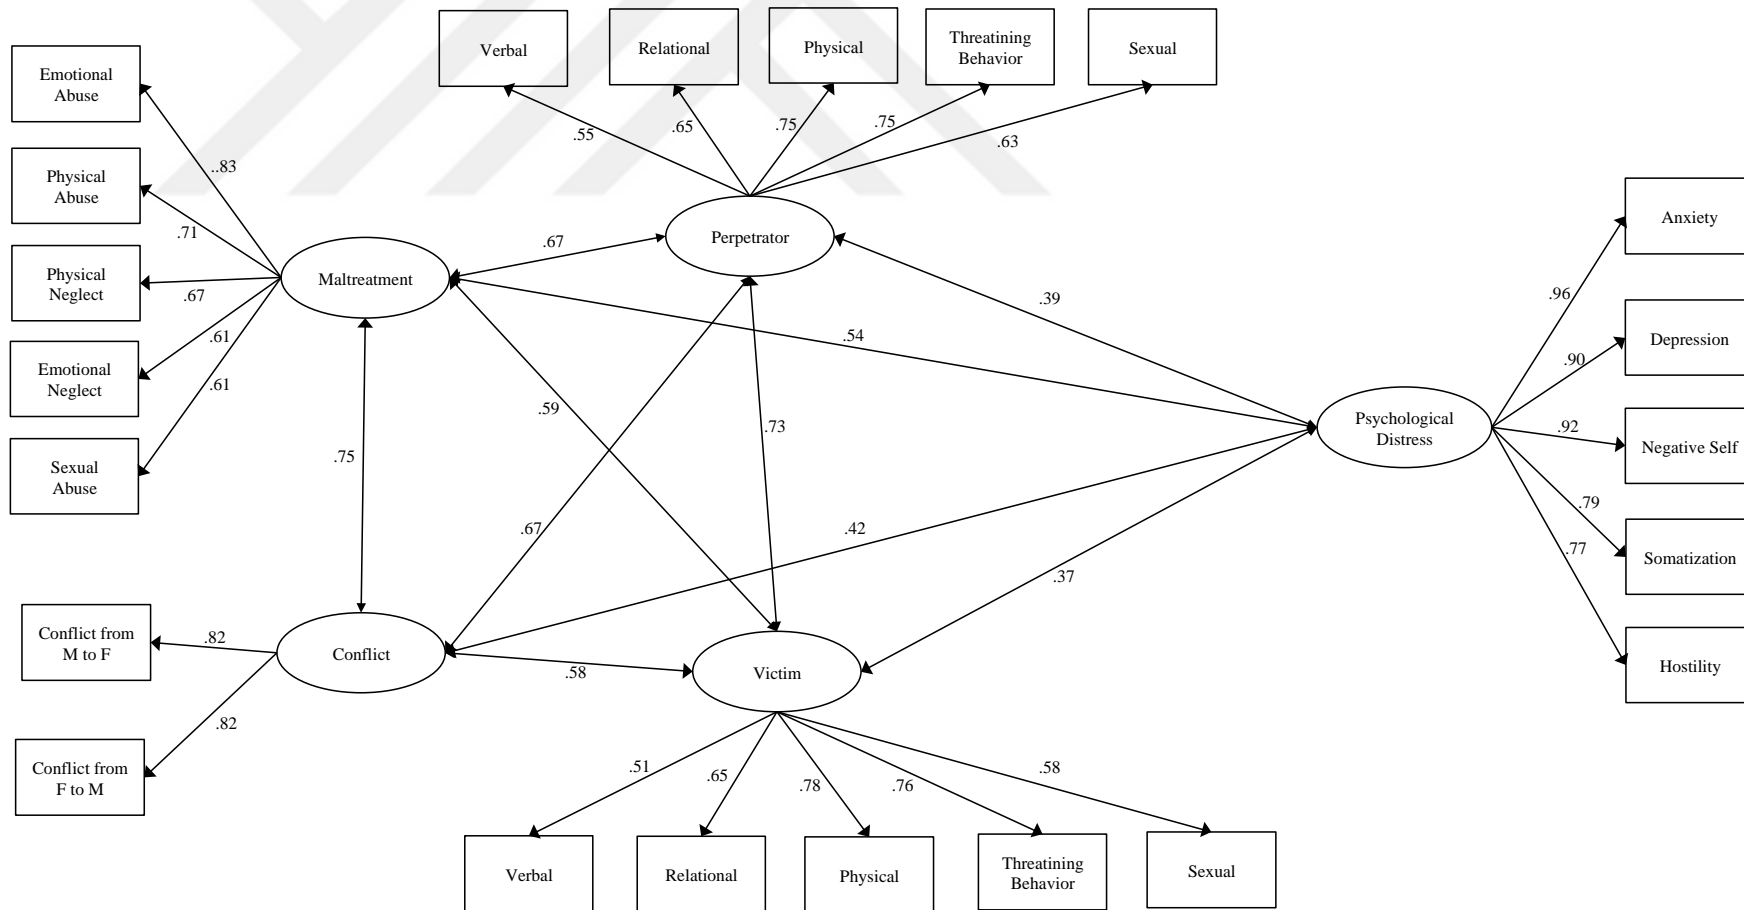 Verbal
Relational
Physical
Threatining
Behavior
Sexual
Emotional
Abuse
Physical
Abuse
Physical
Neglect
Emotional
Neglect
Sexual
Abuse
..83
.71
.67
.61
.61
.55
.65
.75
.75
.63
Maltreatment
Perpetrator
.67
.39
.54
.59
.73
.75
.67
.42
.37
.58
Psychological
Distress
Anxiety
Depression
Negative Self
Somatization
Hostility
.96
.90
.92
.79
.77
Conflict from
M to F
Conflict from
F to M
.82
.82
Conflict
Victim
.51
.65
.78
.76
.58
Verbal
Relational
Physical
Threatining
Behavior
Sexual